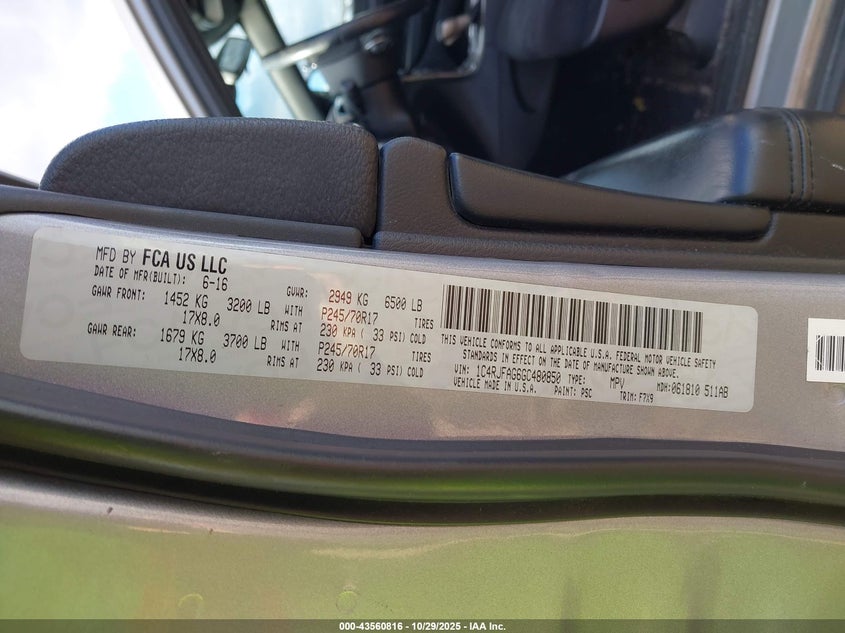 MFD BY FCA US LLC
DATE OF MFR(BUILT): 6-16 GVWR: 2949 KG 6500 LB
GAWR FRONT: 1452 KG 3200 LB WITH P245/70R17 TIRES
17X8.0 RIMS AT 230 KPA ( 33 PSI) COLD
GAWR REAR: 1679 KG 3700 LB WITH P245/70R17 TIRES
17X8.0 RIMS AT 230 KPA ( 33 PSI) COLD
THIS VEHICLE CONFORMS TO ALL APPLICABLE U.S.A. FEDERAL MOTOR VEHICLE SAFETY
STANDARDS IN EFFECT ON THE DATE OF MANUFACTURE SHOWN ABOVE.
VIN: 1C4RJFAG6GC480850 TYPE: MPV MDH: 061810 511AB
VEHICLE MADE IN U.S.A. PAINT: PSC TRIM: F7X9
000-43560816 - 10/29/2025 - IAA Inc.